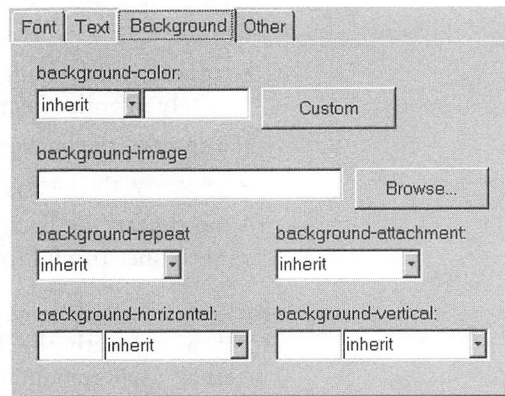 Font Text Background Other
background-color:
inherit Custom
background-image
Browse...
background-repeat background-attachment:
inherit inherit
background-horizontal: background-vertical:
inherit inherit